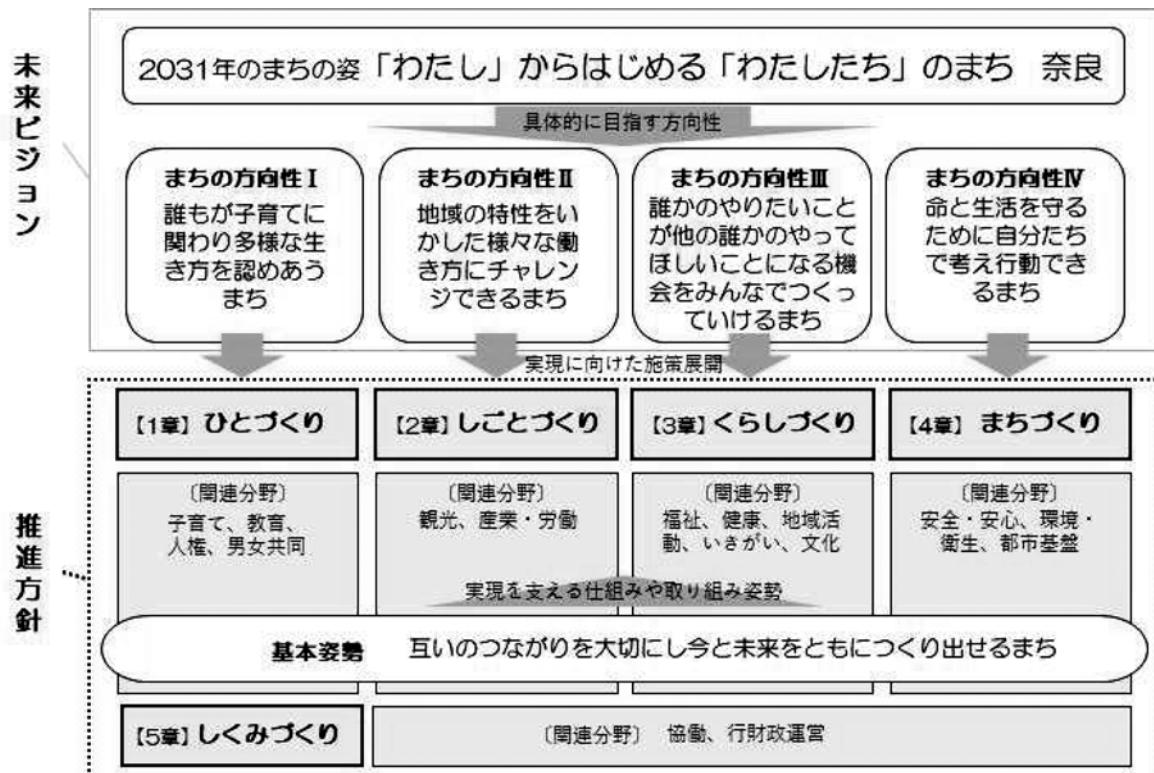 未来ビジョン
2031年のまちの姿「わたし」からはじめる「わたしたち」のまち 奈良
具体的に目指す方向性
まちの方向性Ⅰ
誰もが子育てに
関わり多様な生
き方を認めあう
まち
まちの方向性Ⅱ
地域の特性をい
かした様々な働
き方にチャレン
ジできるまち
まちの方向性Ⅲ
誰かのやりたいこと
が他の誰かのやって
ほしいことになる機
会をみんなでつくっ
ていけるまち
まちの方向性Ⅳ
命と生活を守る
ために自分たち
で考え行動でき
るまち
実現に向けた施策展開
推進方針
【1章】ひとづくり
【2章】しごとづくり
【3章】くらしづくり
【4章】まちづくり
〔関連分野〕
子育て、教育、
人権、男女共同
〔関連分野〕
観光、産業・労働
〔関連分野〕
福祉、健康、地域活
動、いきがい、文化
〔関連分野〕
安全・安心、環境・
衛生、都市基盤
実現を支える仕組みや取り組み姿勢
基本姿勢 互いのつながりを大切にし今と未来をともにつくり出せるまち
【5章】しくみづくり
〔関連分野〕 協働、行財政運営